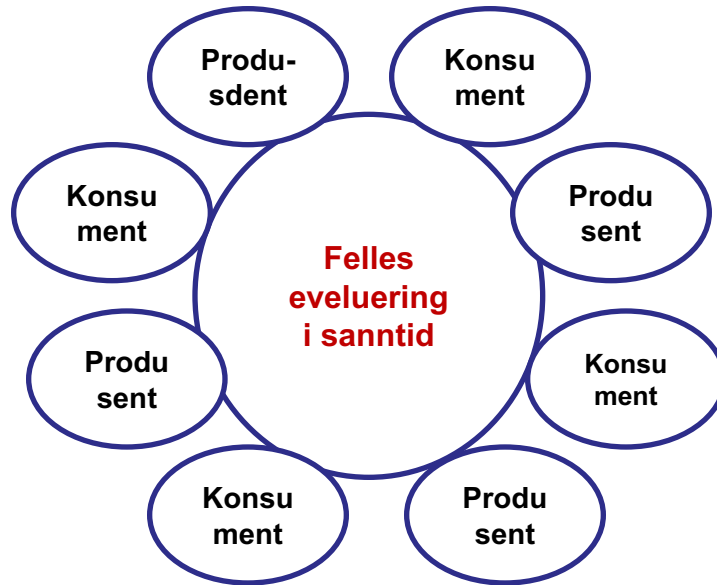 Produ-
sdent
Konsu
ment
Konsu
ment
Produ
sent
Felles
eveluering
i sanntid
Produ
sent
Konsu
ment
Konsu
ment
Produ
sent